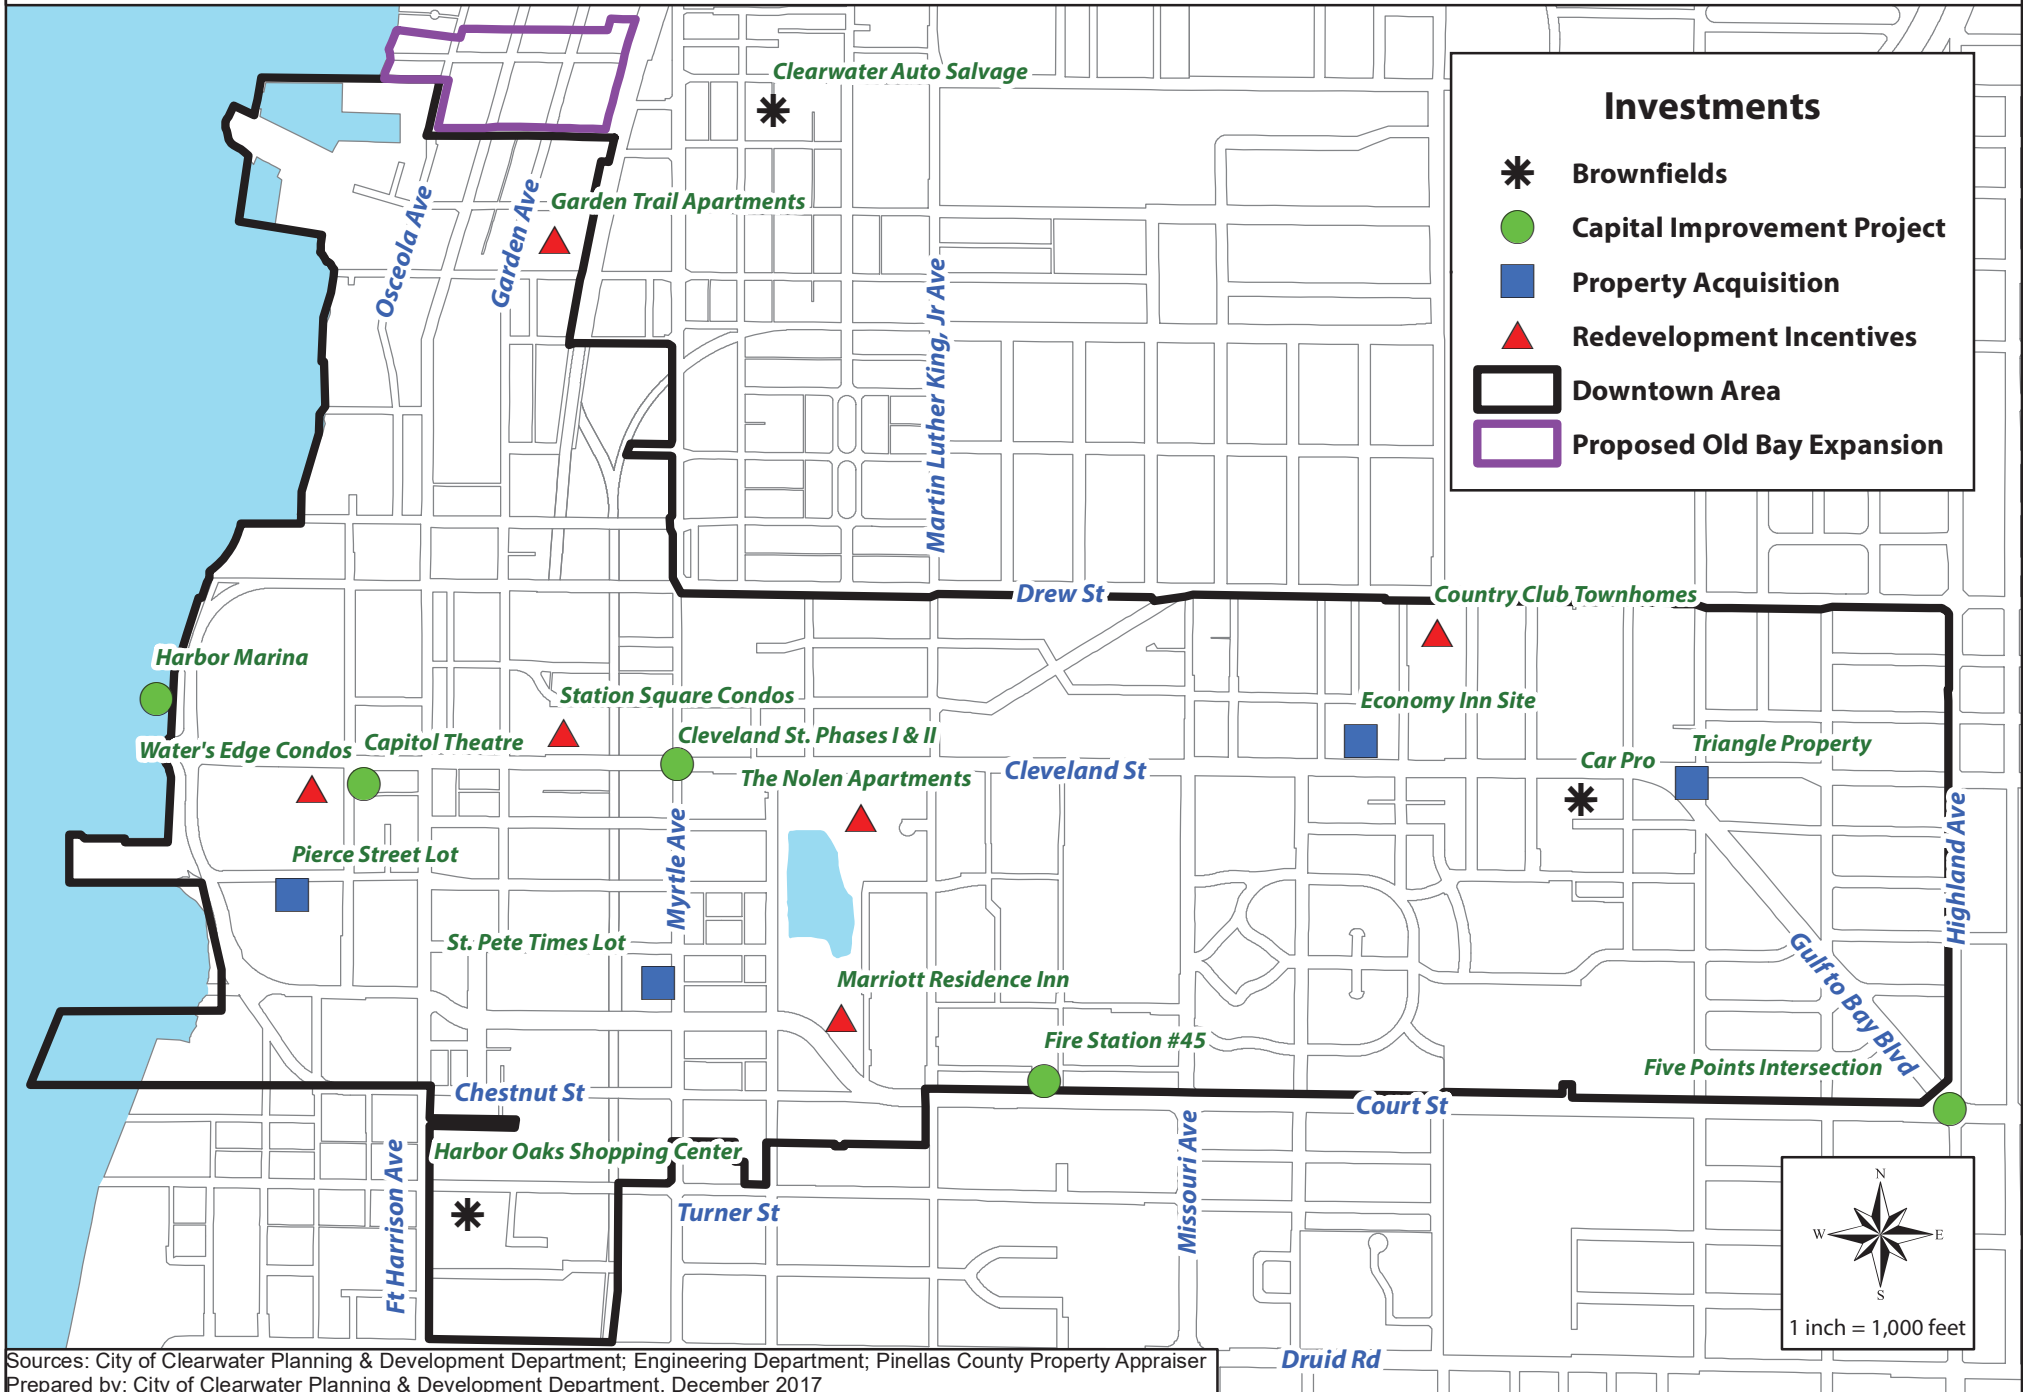 Clearwater Auto Salvage
Investments
Brownfields
Capital Improvement Project
Property Acquisition
Redevelopment Incentives
Downtown Area
Proposed Old Bay Expansion
Garden Trail Apartments
Osceola Ave
Garden Ave
Martin Luther King, Jr Ave
Drew St
Country Club Townhomes
Harbor Marina
Station Square Condos
Economy Inn Site
Water's Edge Condos
Capitol Theatre
Cleveland St. Phases I & II
Triangle Property
Car Pro
Cleveland St
The Nolen Apartments
Myrtle Ave
Highland Ave
Pierce Street Lot
St. Pete Times Lot
Marriott Residence Inn
Gulf to Bay Blvd
Fire Station #45
Five Points Intersection
Chestnut St
Court St
Harbor Oaks Shopping Center
Ft Harrison Ave
Missouri Ave
Turner St
N
W
E
S
1 inch = 1,000 feet
Druid Rd
Sources: City of Clearwater Planning & Development Department; Engineering Department; Pinellas County Property Appraiser
Prepared by: City of Clearwater Planning & Development Department, December 2017